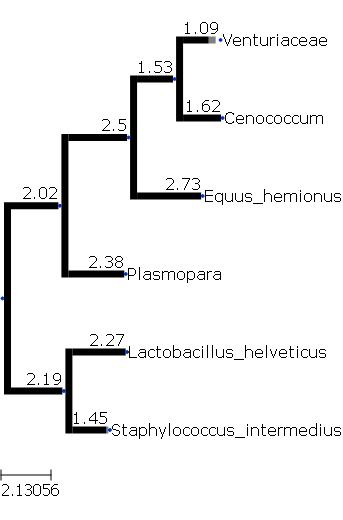 1.09
Venturiaceae
1.53
1.62
Cenococcum
2.5
2.73
Equus_hemionus
2.02
2.38
Plasmopara
2.27
Lactobacillus_helveticus
2.19
1.45
Staphylococcus_intermedius
2.13056